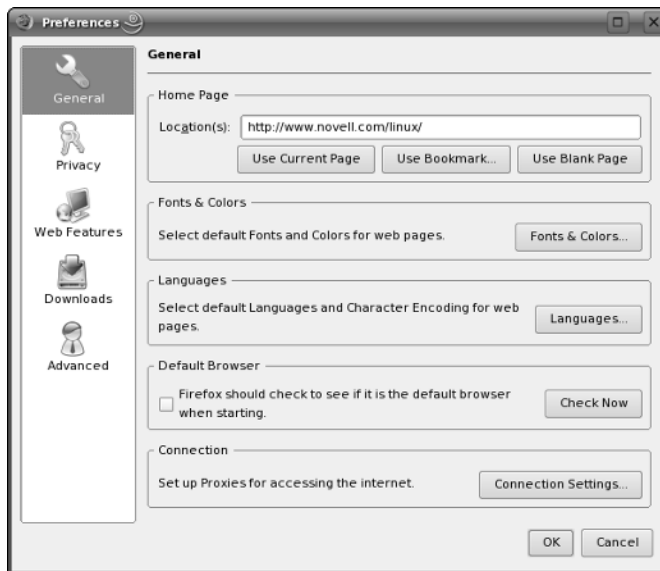 Preferences
General
General
Privacy
Web Features
Downloads
Advanced
Home Page
Location(s): http://www.novell.com/linux/
Use Current Page Use Bookmark... Use Blank Page
Fonts & Colors
Select default Fonts and Colors for web pages. Fonts & Colors...
Languages
Select default Languages and Character Encoding for web
pages.
Languages...
Default Browser
Firefox should check to see if it is the default browser
when starting.
Check Now
Connection
Set up Proxies for accessing the internet. Connection Settings...
OK Cancel